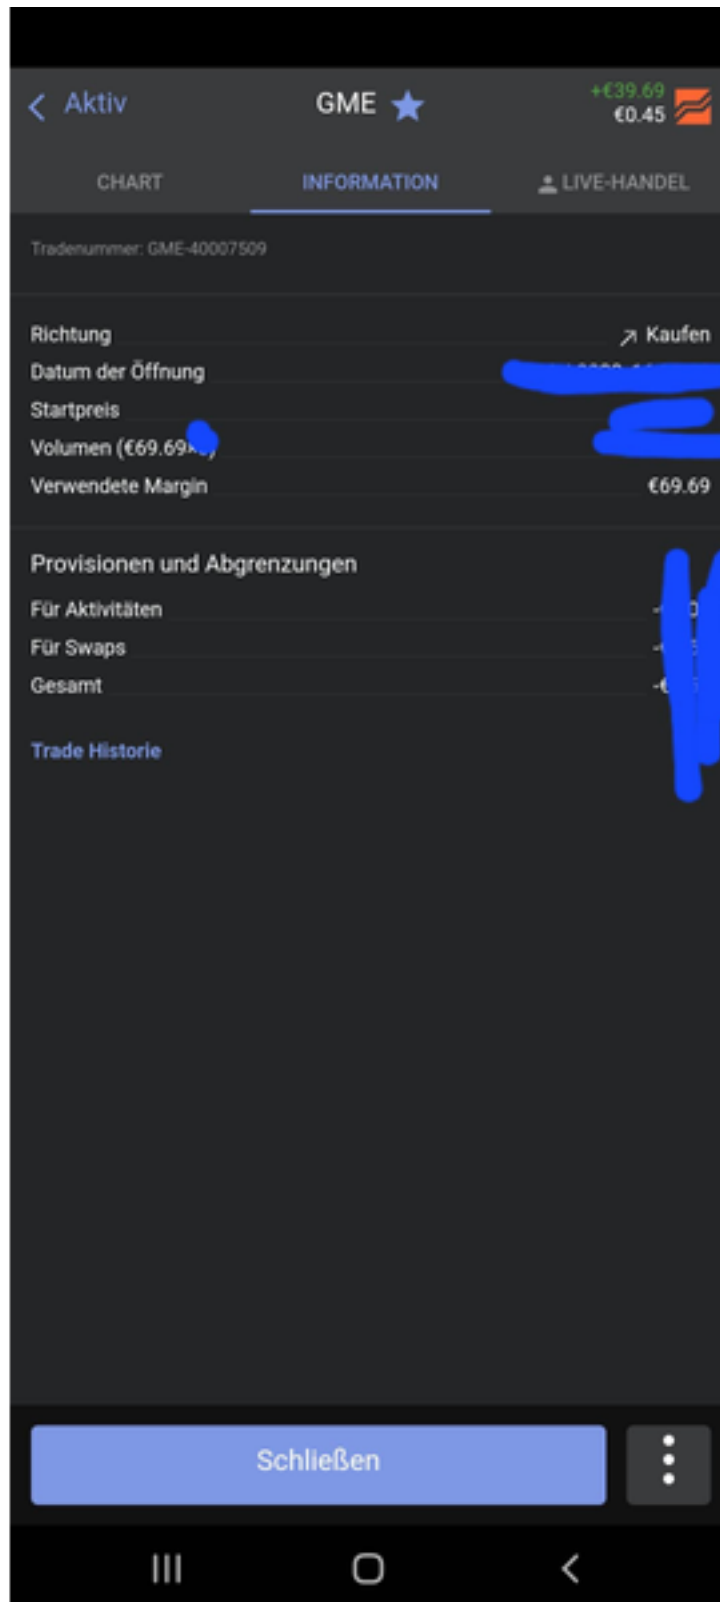 Aktiv
GME
+€39.69
€0.45
CHART
INFORMATION
LIVE-HANDEL
Tradenummer: GME-40007509
Richtung
Kaufen
Datum der Öffnung
Startpreis
Volumen (€69.69
Verwendete Margin
€69.69
Provisionen und Abgrenzungen
Für Aktivitäten
Für Swaps
Gesamt
Trade Historie
Schließen